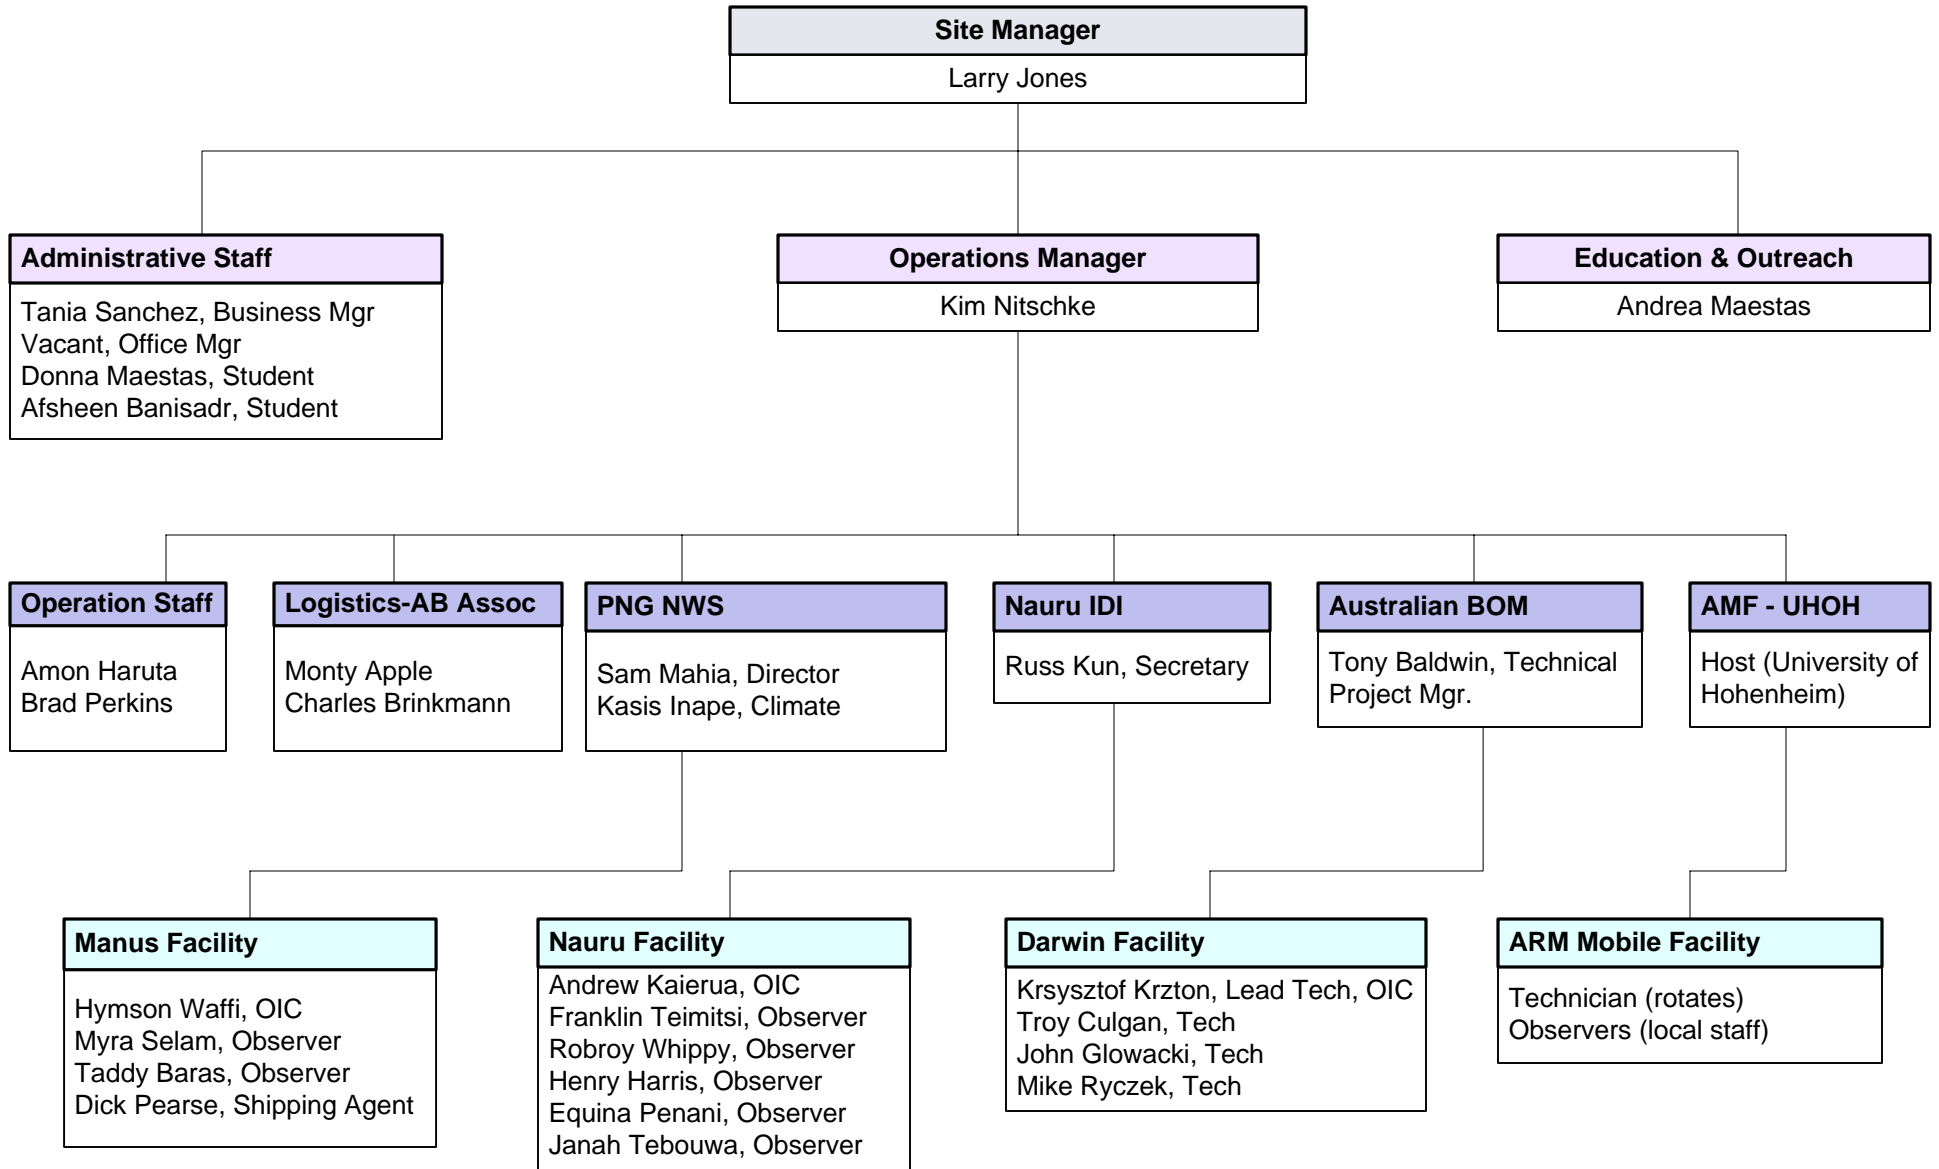 Site Manager
Larry Jones
Administrative Staff
Tania Sanchez, Business Mgr
Vacant, Office Mgr
Donna Maestas, Student
Afsheen Banisadr, Student
Operations Manager
Kim Nitschke
Education & Outreach
Andrea Maestas
Operation Staff
Amon Haruta
Brad Perkins
Logistics-AB Assoc
Monty Apple
Charles Brinkmann
PNG NWS
Sam Mahia, Director
Kasis Inape, Climate
Nauru IDI
Russ Kun, Secretary
Australian BOM
Tony Baldwin, Technical
Project Mgr.
AMF - UHOH
Host (University of
Hohenheim)
Manus Facility
Hymson Waffi, OIC
Myra Selam, Observer
Taddy Baras, Observer
Dick Pearse, Shipping Agent
Nauru Facility
Andrew Kaierua, OIC
Franklin Teimitsi, Observer
Robroy Whippy, Observer
Henry Harris, Observer
Equina Penani, Observer
Janah Tebouwa, Observer
Darwin Facility
Krsysztof Krzton, Lead Tech, OIC
Troy Culgan, Tech
John Glowacki, Tech
Mike Ryczek, Tech
ARM Mobile Facility
Technician (rotates)
Observers (local staff)